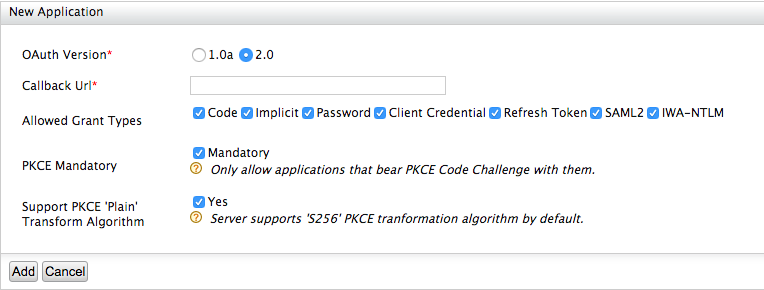 New Application
OAuth Version*
1.0a 2.0
Callback Url*
Allowed Grant Types
Code Implicit Password Client Credential Refresh Token SAML2 IWA-NTLM
PKCE Mandatory
Mandatory
Only allow applications that bear PKCE Code Challenge with them.
Support PKCE 'Plain'
Transform Algorithm
Yes
Server supports 'S256' PKCE tranformation algorithm by default.
Add Cancel